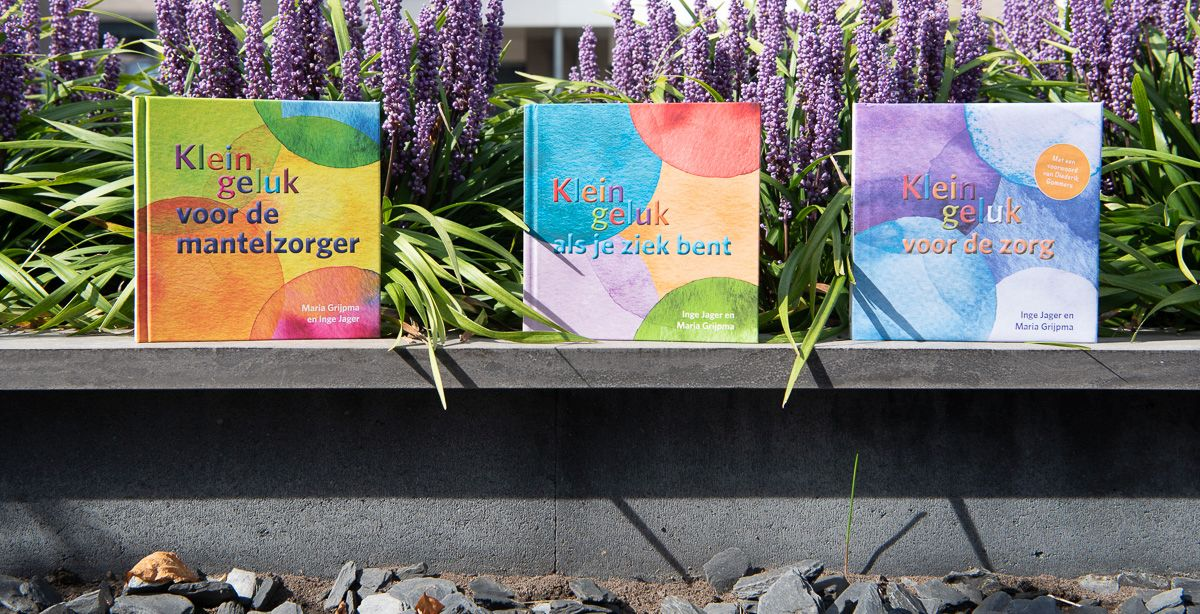 Klein
geluk
voor de
mantelzorger
Maria Grijpma
en Inge Jager
Klein
geluk
als je ziek bent
Inge Jager en
Maria Grijpma
Klein
geluk
voor de zorg
Met een
voorwoord
van Diederik
Gommers
Inge Jager en
Maria Grijpma